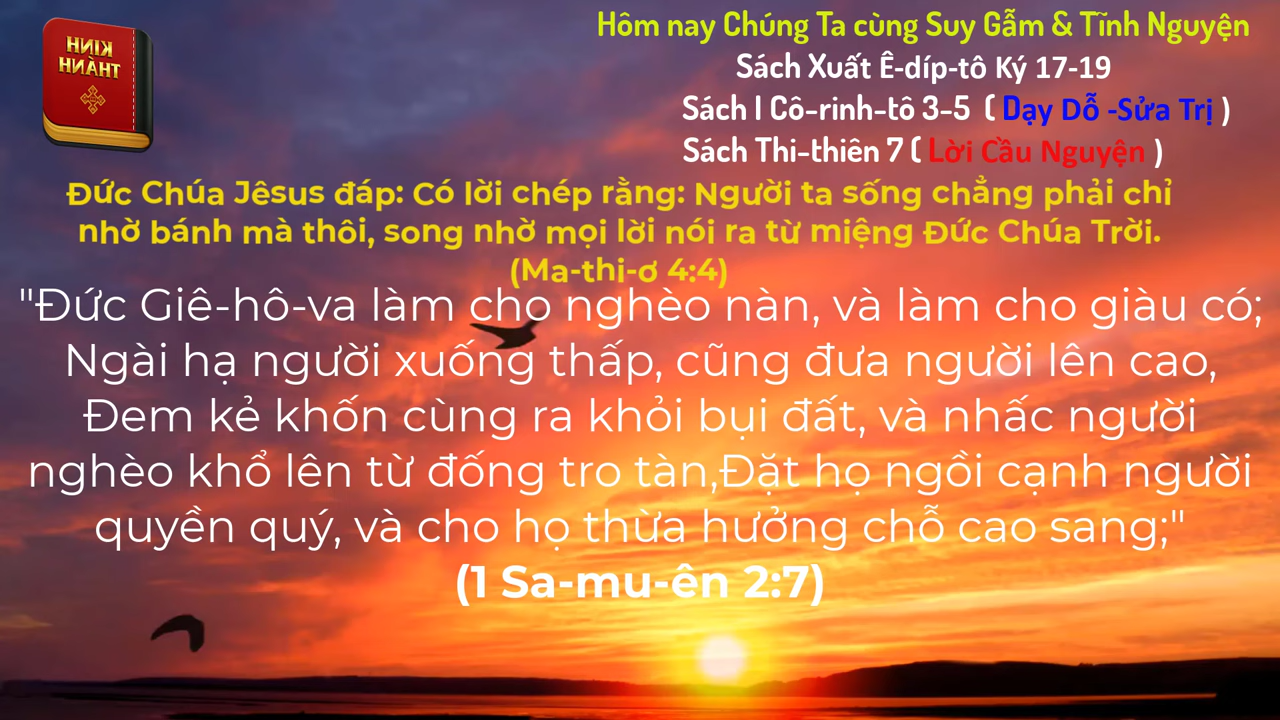 KINH
THÁNH
Hôm nay Chúng Ta cùng Suy Gẫm & Tĩnh Nguyện
Sách Xuất Ê-díp-tô Ký 17-19
Sách I Cô-rinh-tô 3-5 ( Dạy Dỗ -Sửa Trị )
Sách Thi-thiên 7 ( Lời Cầu Nguyện )
Đức Chúa Jêsus đáp: Có lời chép rằng: Người ta sống chẳng phải chỉ
nhờ bánh mà thôi, song nhờ mọi lời nói ra từ miệng Đức Chúa Trời.
(Ma-thi-ơ 4:4)
"Đức Giê-hô-va làm cho nghèo nàn, và làm cho giàu có;
Ngài hạ người xuống thấp, cũng đưa người lên cao,
Đem kẻ khốn cùng ra khỏi bụi đất, và nhấc người
nghèo khổ lên từ đống tro tàn,Đặt họ ngồi cạnh người
quyền quý, và cho họ thừa hưởng chỗ cao sang;"
(1 Sa-mu-ên 2:7)